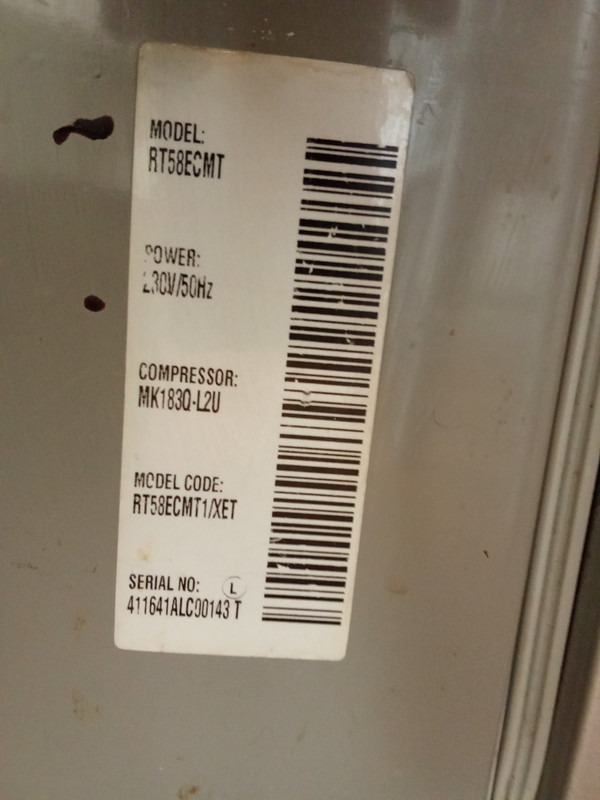 MODEL:
RT58ECMT
POWER:
230V/50Hz
COMPRESSOR:
MK183Q-L2U
MODEL CODE:
RT58ECMT1/XET
SERIAL NO: L
411641ALC00143 T